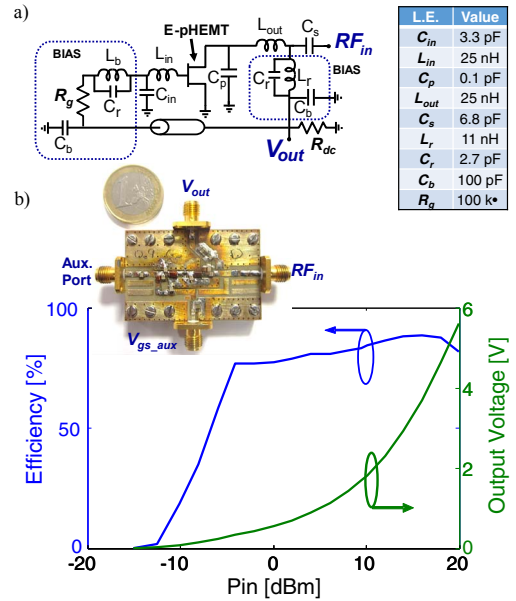 a)
E-pHEMT
L_out
C_s
RF_in
BIAS
L_b
L_in
C_r
R_g
C_in
C_p
C_r
L_r
BIAS
C_b
C_b
V_out
R_dc
L.E. Value
C_in 3.3 pF
L_in 25 nH
C_p 0.1 pF
L_out 25 nH
C_s 6.8 pF
L_r 11 nH
C_r 2.7 pF
C_b 100 pF
R_g 100 k•
b)
V_out
Aux.
Port
RF_in
V_gs_aux
100
50
0
Efficiency [%]
6
4
2
0
Output Voltage [V]
-20 -10 0 10 20
Pin [dBm]